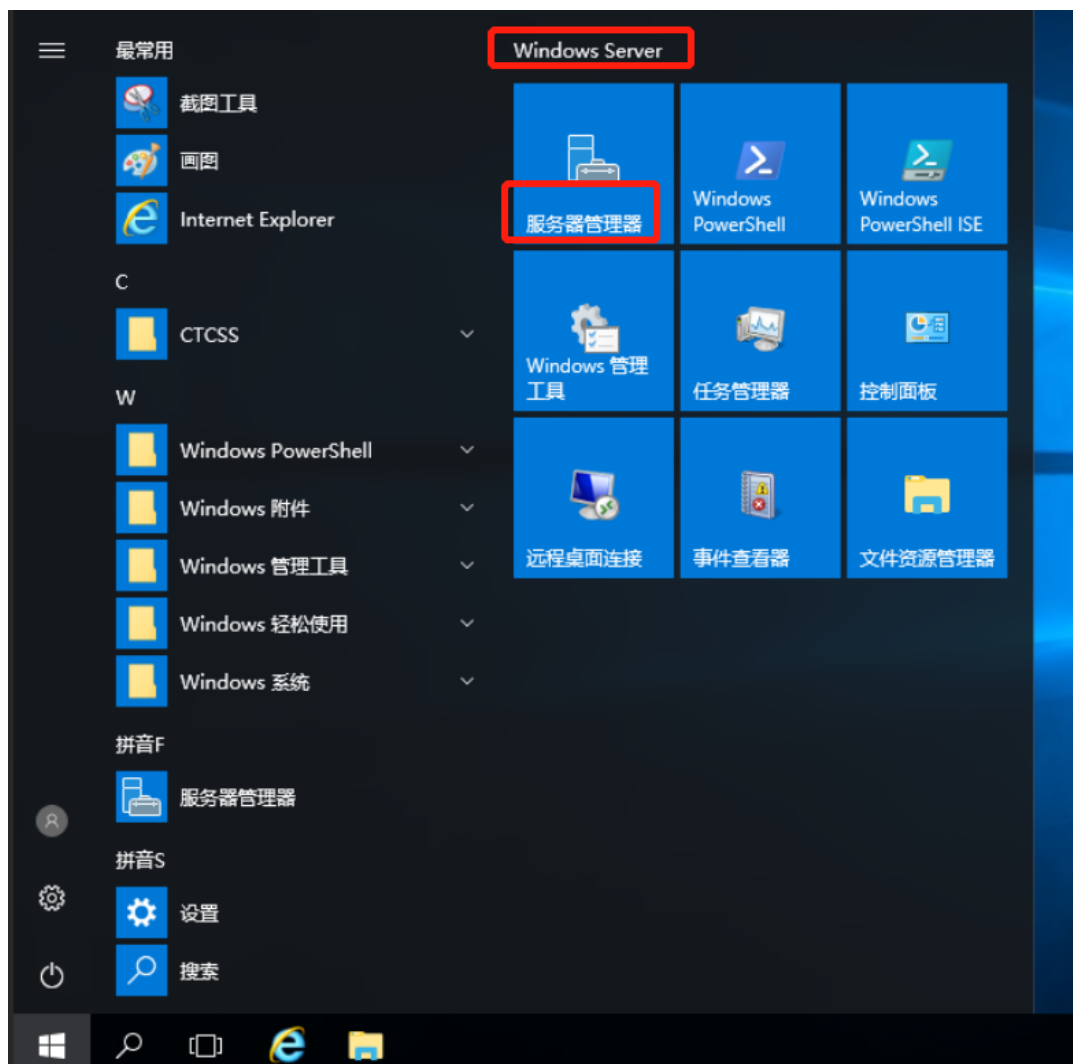 最常用
截图工具
画图
Internet Explorer
C
CTCSS
W
Windows PowerShell
Windows 附件
Windows 管理工具
Windows 轻松使用
Windows 系统
拼音F
服务器管理器
拼音S
设置
搜索
Windows Server
服务器管理器
Windows
PowerShell
Windows
PowerShell ISE
Windows 管理
工具
任务管理器
控制面板
远程桌面连接
事件查看器
文件资源管理器